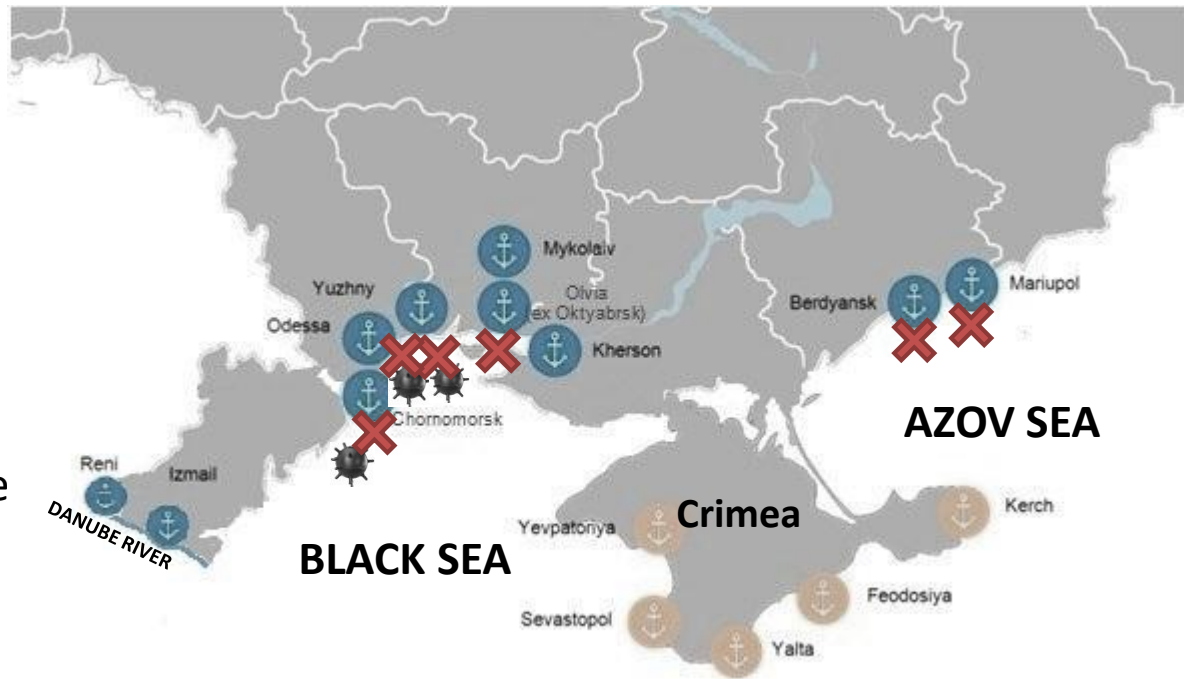 Mykolaiv
Yuzhny
Olvia
(ex Oktyabrsk)
Mariupol
Berdyansk
Odessa
Kherson
Chornomorsk
AZOV SEA
Reni
Izmail
e
DANUBE RIVER
Crimea
Kerch
Yevpatoriya
BLACK SEA
Feodosiya
Sevastopol
Yalta